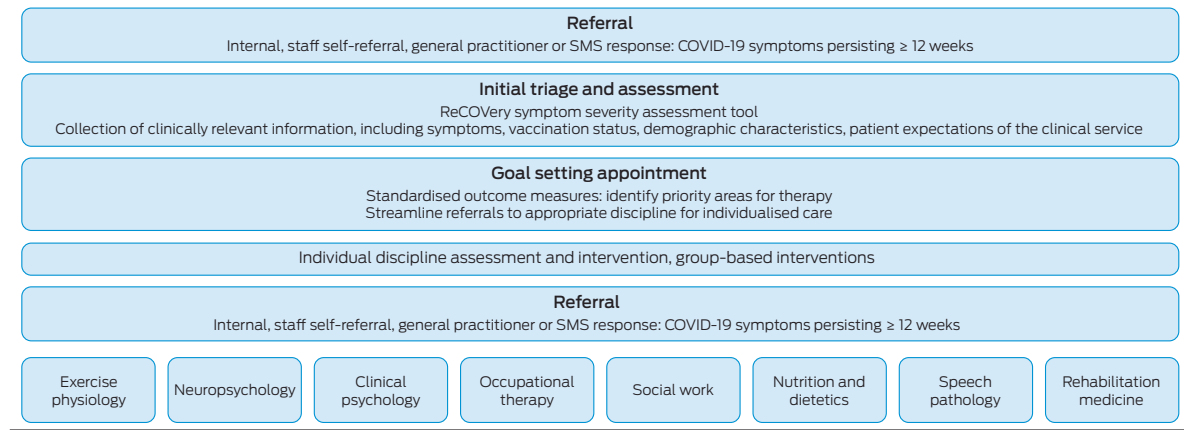 Referral
Internal, staff self-referral, general practitioner or SMS response: COVID-19 symptoms persisting ≥ 12 weeks
Initial triage and assessment
ReCOVery symptom severity assessment tool
Collection of clinically relevant information, including symptoms, vaccination status, demographic characteristics, patient expectations of the clinical service
Goal setting appointment
Standardised outcome measures: identify priority areas for therapy
Streamline referrals to appropriate discipline for individualised care
Individual discipline assessment and intervention, group-based interventions
Referral
Internal, staff self-referral, general practitioner or SMS response: COVID-19 symptoms persisting ≥ 12 weeks
Exercise
physiology
Neuropsychology
Clinical
psychology
Occupational
therapy
Social work
Nutrition and
dietetics
Speech
pathology
Rehabilitation
medicine